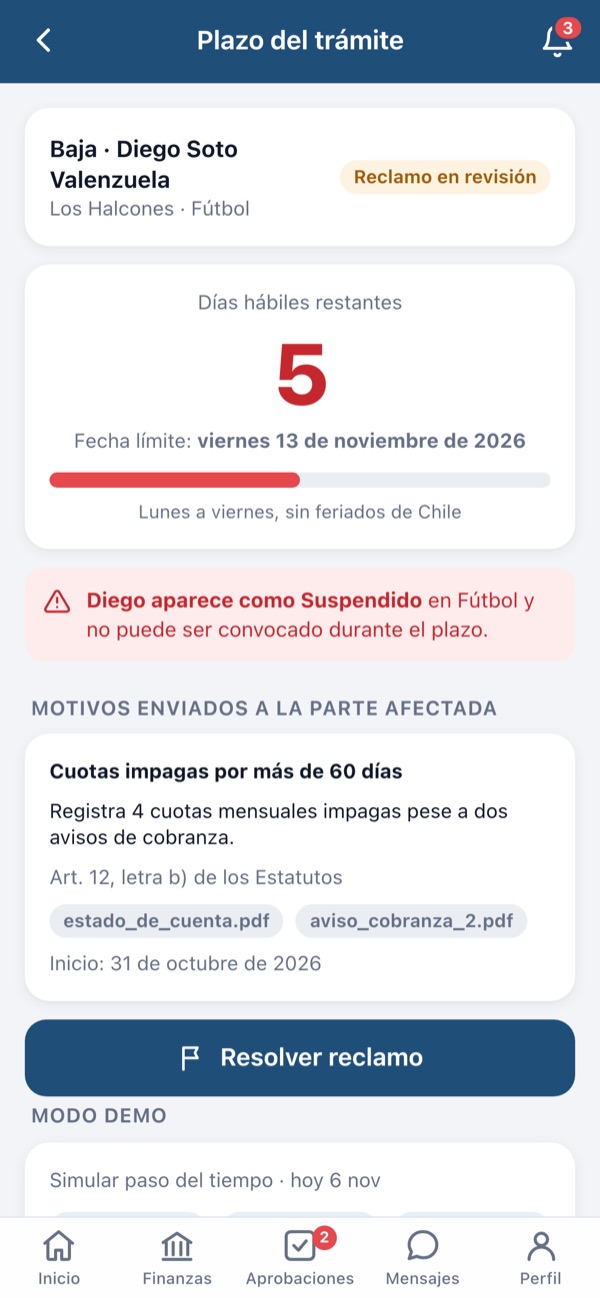 Plazo del trámite
3
Baja · Diego Soto
Valenzuela
Reclamo en revisión
Los Halcones · Fútbol
Días hábiles restantes
5
Fecha límite: viernes 13 de noviembre de 2026
Lunes a viernes, sin feriados de Chile
Diego aparece como Suspendido en Fútbol y
no puede ser convocado durante el plazo.
MOTIVOS ENVIADOS A LA PARTE AFECTADA
Cuotas impagas por más de 60 días
Registra 4 cuotas mensuales impagas pese a dos
avisos de cobranza.
Art. 12, letra b) de los Estatutos
estado_de_cuenta.pdf aviso_cobranza_2.pdf
Inicio: 31 de octubre de 2026
Resolver reclamo
MODO DEMO
Simular paso del tiempo · hoy 6 nov
2
Inicio Finanzas Aprobaciones Mensajes Perfil